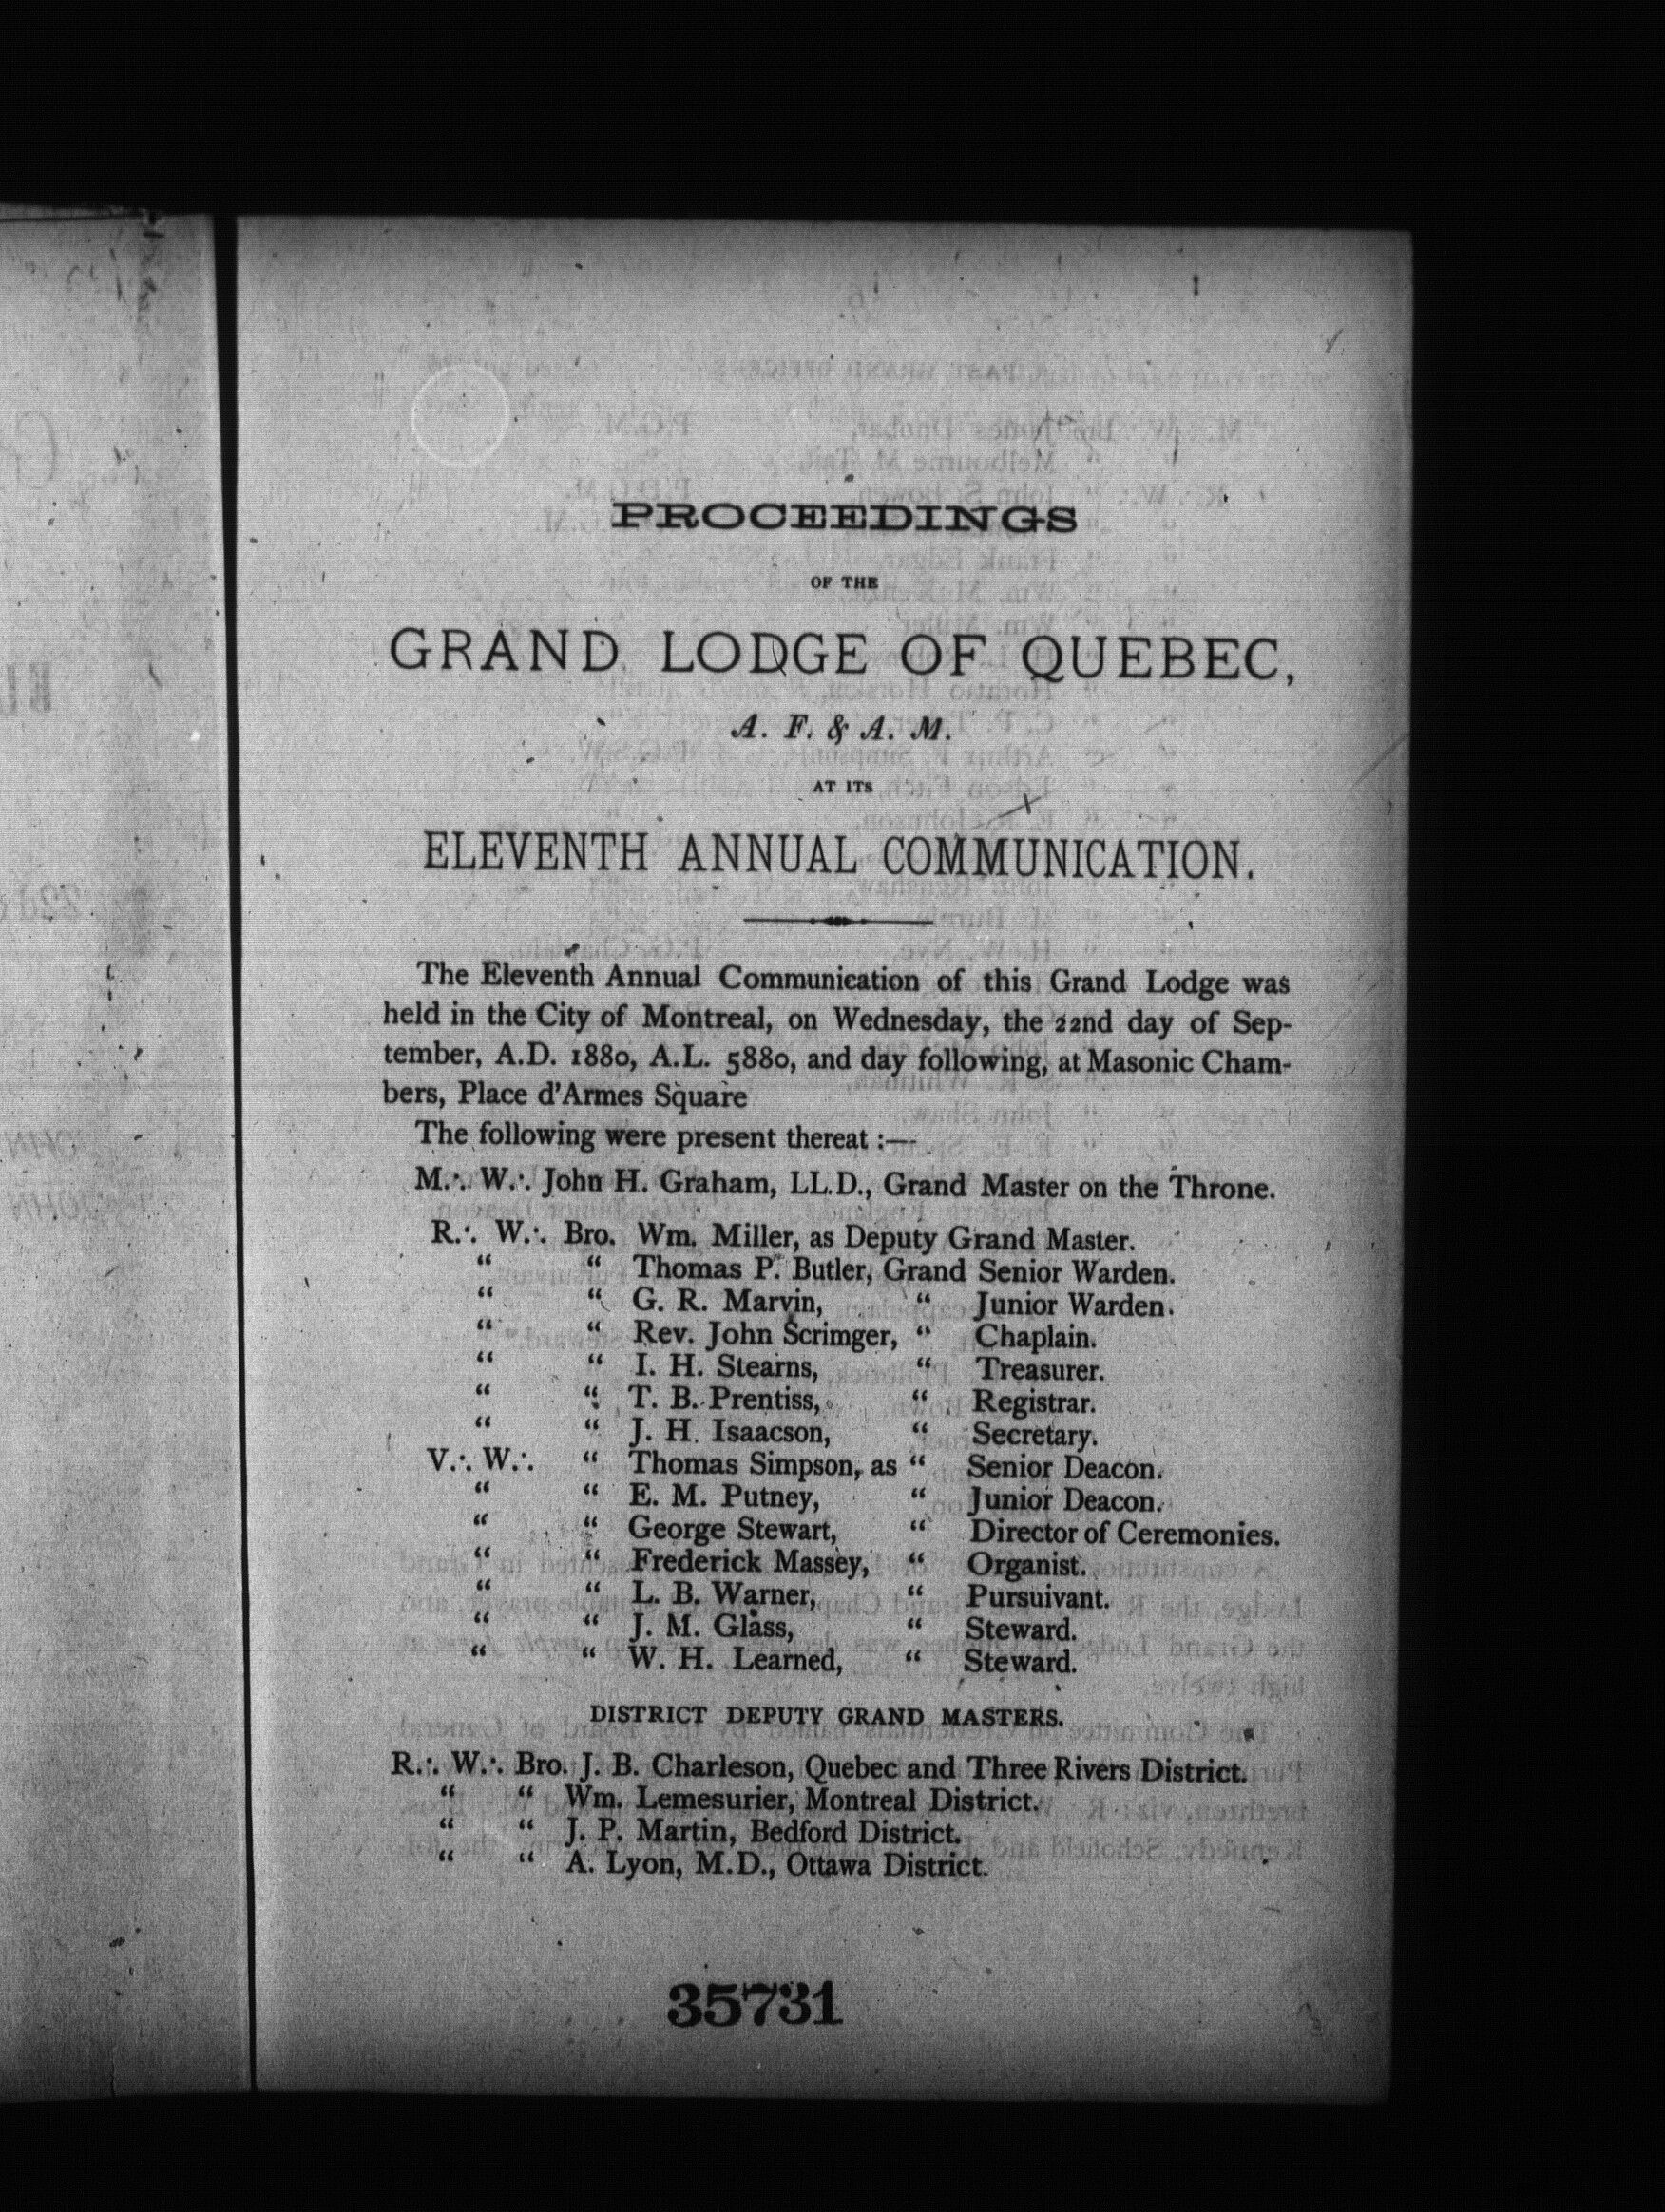 PROCEEDINGS
OF THE
GRAND LODGE OF QUEBEC,
A. F. & A. M.
AT ITS
ELEVENTH ANNUAL COMMUNICATION.
The Eleventh Annual Communication of this Grand Lodge was
held in the City of Montreal, on Wednesday, the 22nd day of Sep-
tember, A.D. 1880, A.L. 5880, and day following, at Masonic Cham-
bers, Place d'Armes Square
The following were present thereat :—
M.∴ W.∴ John H. Graham, LL.D., Grand Master on the Throne.
R.∴ W.∴ Bro. Wm. Miller, as Deputy Grand Master.
“ “ Thomas P. Butler, Grand Senior Warden.
“ “ G. R. Marvin, “ Junior Warden.
“ “ Rev. John Scrimger, “ Chaplain.
“ “ I. H. Stearns, “ Treasurer.
“ “ T. B. Prentiss, “ Registrar.
“ “ J. H. Isaacson, “ Secretary.
V.∴ W.∴ “ Thomas Simpson, as “ Senior Deacon.
“ “ E. M. Putney, “ Junior Deacon.
“ “ George Stewart, “ Director of Ceremonies.
“ “ Frederick Massey, “ Organist.
“ “ L. B. Warner, “ Pursuivant.
“ “ J. M. Glass, “ Steward.
“ “ W. H. Learned, “ Steward.
DISTRICT DEPUTY GRAND MASTERS.
R.∴ W.∴ Bro. J. B. Charleson, Quebec and Three Rivers District.
“ “ Wm. Lemesurier, Montreal District.
“ “ J. P. Martin, Bedford District.
“ “ A. Lyon, M.D., Ottawa District.
35731